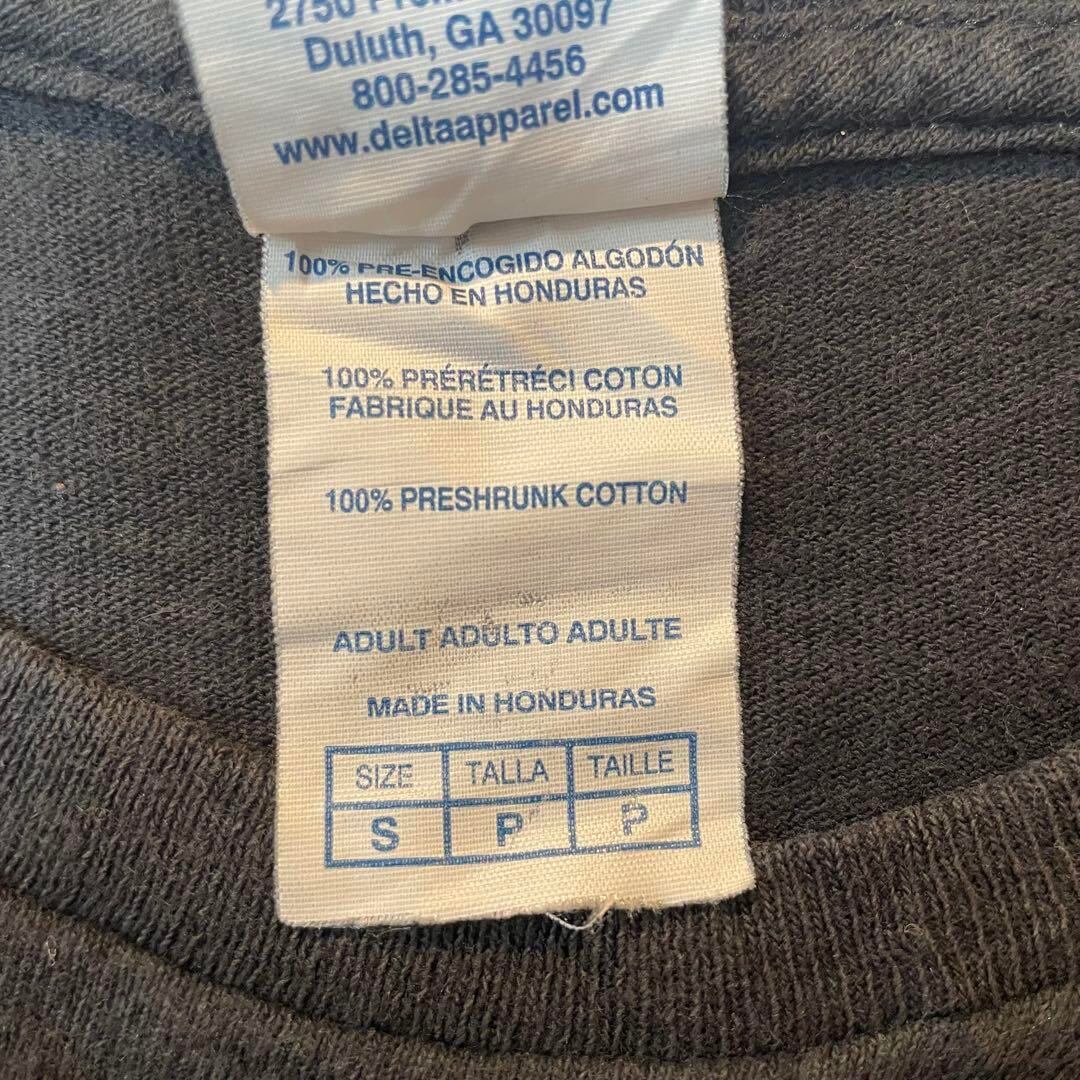 2750
Duluth, GA 30097
800-285-4456
www.deltaapparel.com
100% PRE-ENCOGIDO ALGODÓN
HECHO EN HONDURAS
100% PRÉRÉTRÉCI COTON
FABRIQUE AU HONDURAS
100% PRESHRUNK COTTON
ADULT ADULTO ADULTE
MADE IN HONDURAS
SIZE TALLA TAILLE
S P P